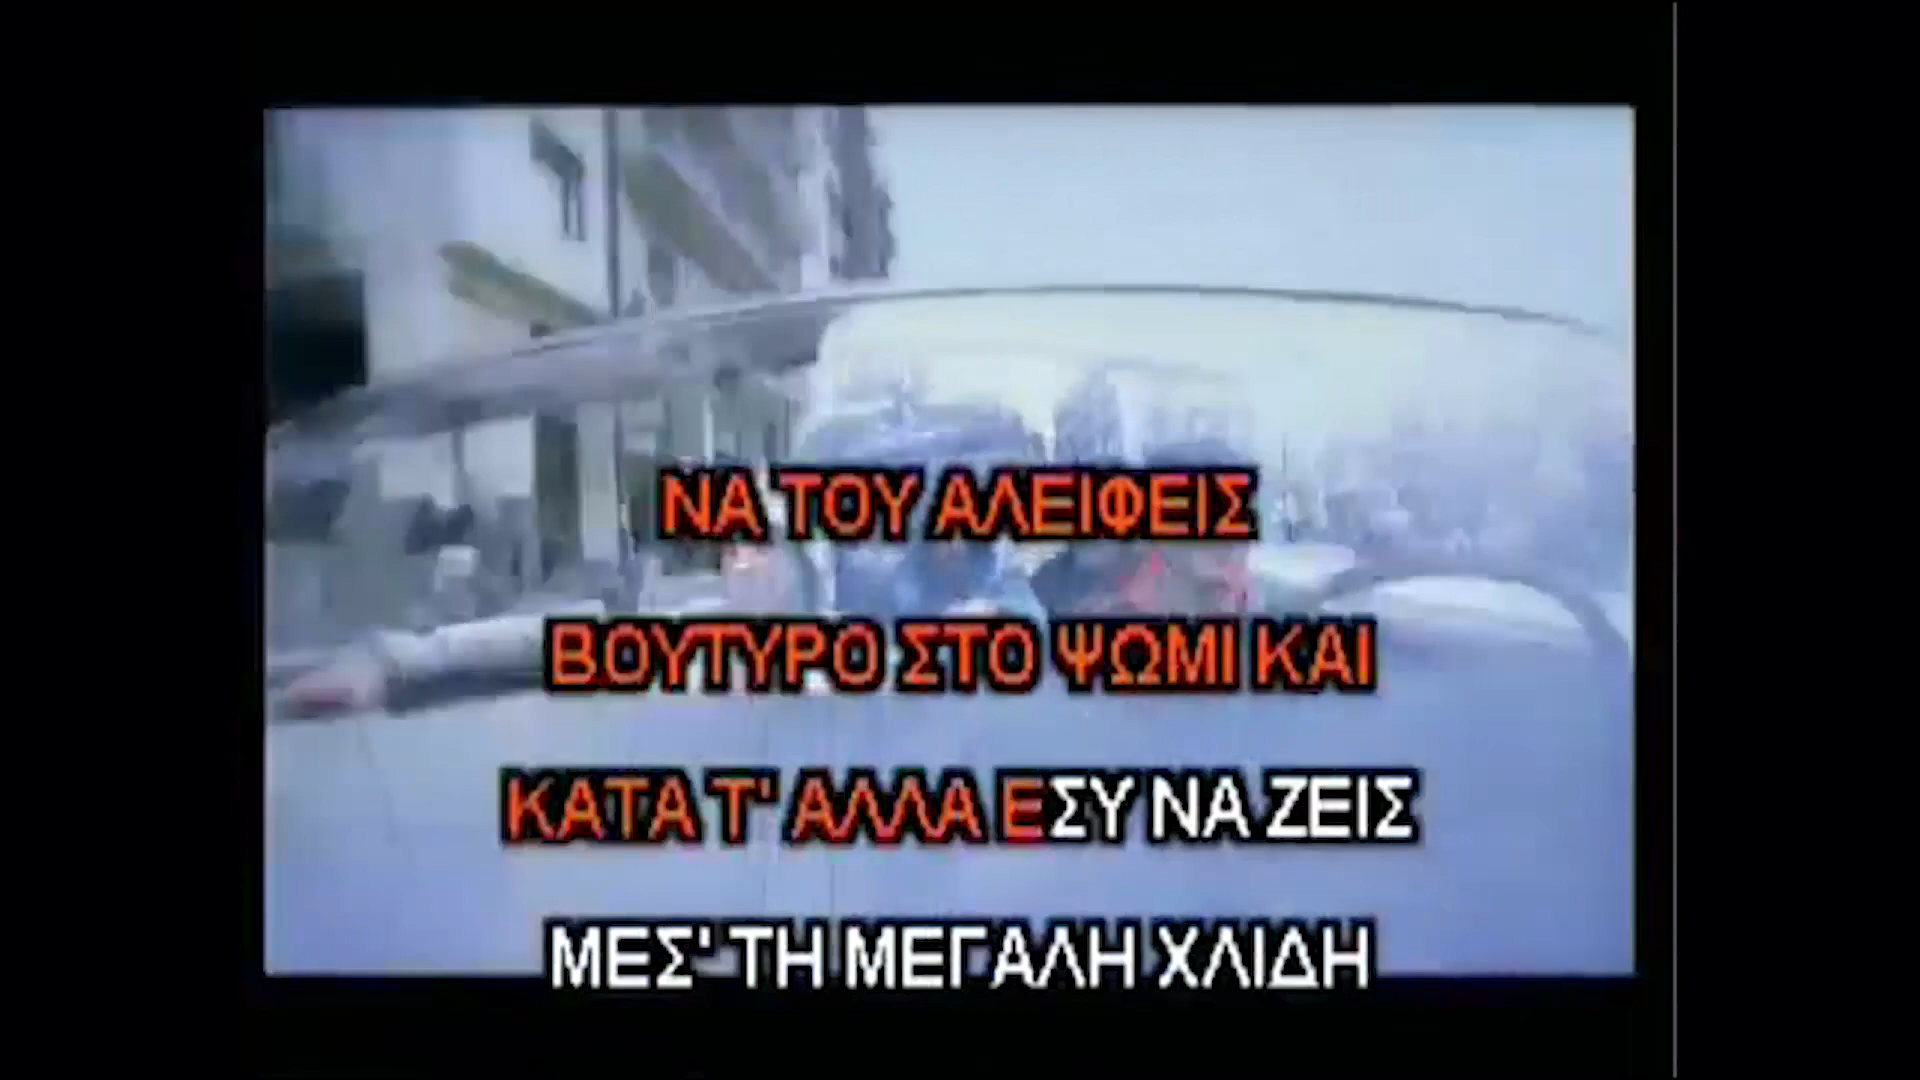 ΝΑ ΤΟΥ ΑΛΕΙΦΕΙΣ
ΒΟΥΤΥΡΟ ΣΤΟ ΨΩΜΙ ΚΑΙ
ΚΑΤΑ Τ' ΑΛΛΑ ΕΣΥ ΝΑ ΖΕΙΣ
ΜΕΣ' ΤΗ ΜΕΓΑΛΗ ΧΛΙΔΗ